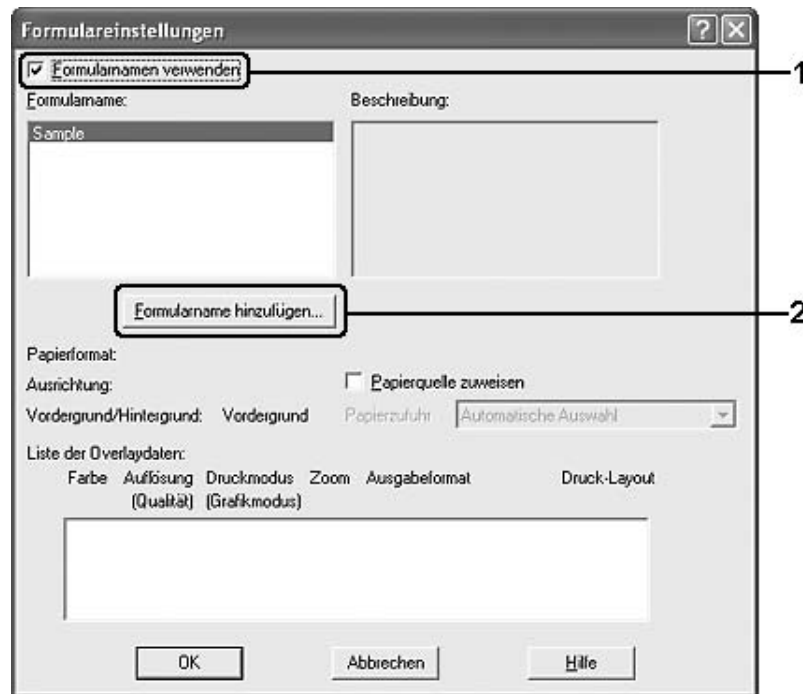 Formulareinstellungen
Formularnamen verwenden
1
Formularname:
Beschreibung:
Sample
Formularname hinzufügen...
2
Papierformat:
Ausrichtung:
Papierquelle zuweisen
Vordergrund/Hintergrund: Vordergrund
Papierzufuhr
Automatische Auswahl
Liste der Overlaydaten:
Farbe Auflösung Druckmodus Zoom Ausgabeformat Druck-Layout
(Qualität) (Grafikmodus)
OK
Abbrechen
Hilfe